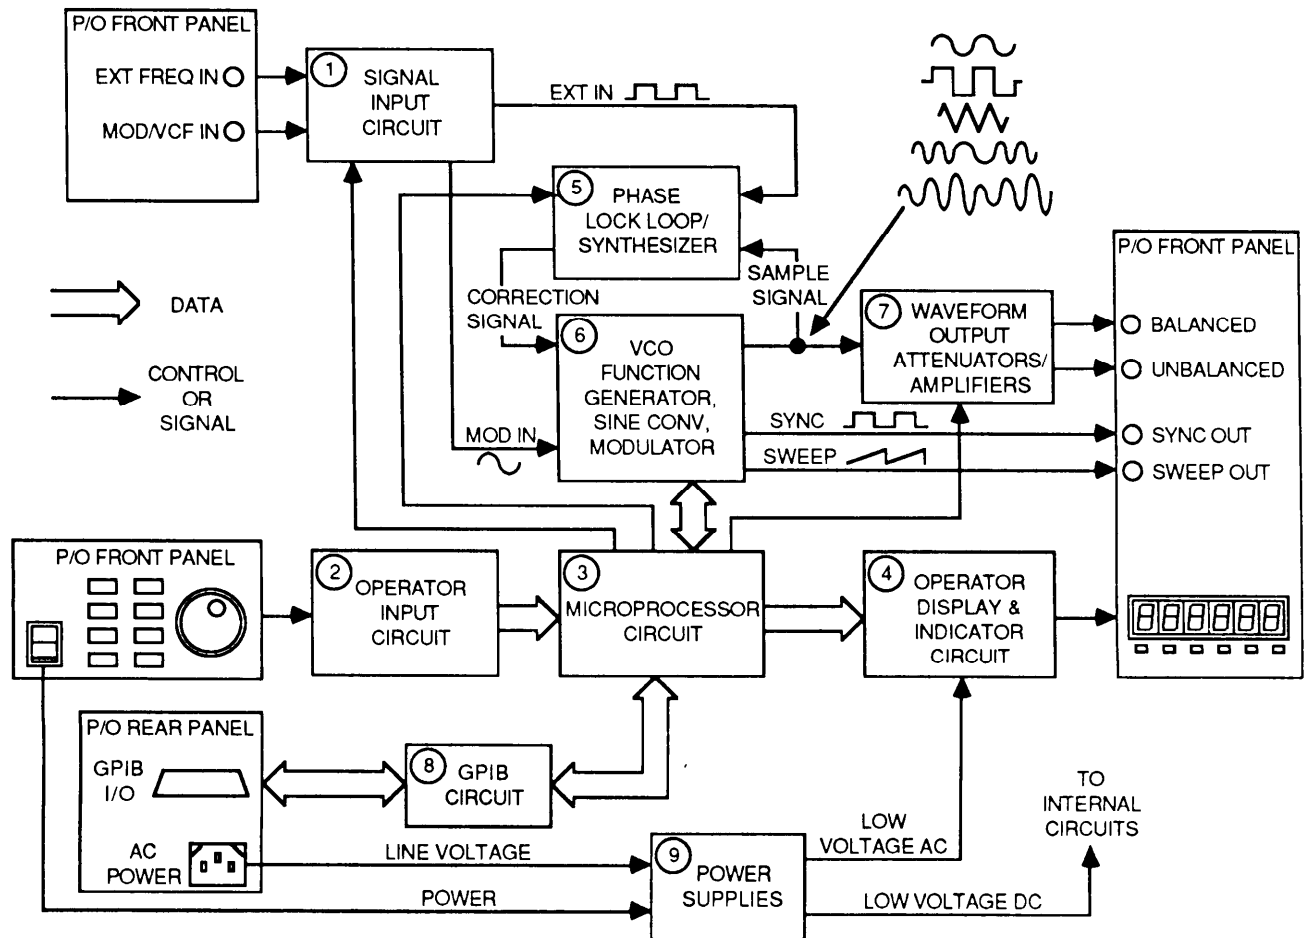 P/O FRONT PANEL
EXT FREQ IN
MOD/VCF IN
1
SIGNAL
INPUT
CIRCUIT
EXT IN
5
PHASE
LOCK LOOP/
SYNTHESIZER
DATA
CONTROL
OR
SIGNAL
CORRECTION
SIGNAL
SAMPLE
SIGNAL
6
VCO
FUNCTION
GENERATOR,
SINE CONV,
MODULATOR
MOD IN
7
WAVEFORM
OUTPUT
ATTENUATORS/
AMPLIFIERS
SYNC
SWEEP
P/O FRONT PANEL
BALANCED
UNBALANCED
SYNC OUT
SWEEP OUT
P/O FRONT PANEL
2
OPERATOR
INPUT
CIRCUIT
3
MICROPROCESSOR
CIRCUIT
4
OPERATOR
DISPLAY &
INDICATOR
CIRCUIT
888888
P/O REAR PANEL
GPIB
I/O
AC
POWER
8
GPIB
CIRCUIT
LINE VOLTAGE
POWER
9
POWER
SUPPLIES
LOW
VOLTAGE AC
LOW VOLTAGE DC
TO
INTERNAL
CIRCUITS